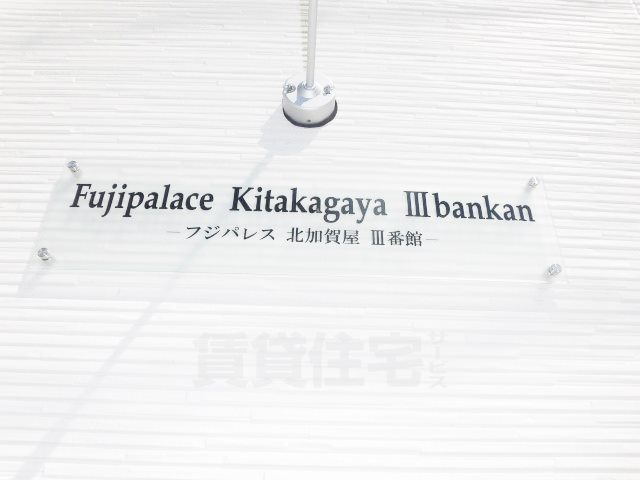 Fujipalace Kitakagaya Ⅲbankan
―フジパレス 北加賀屋 Ⅲ番館―
賃貸住宅サービス